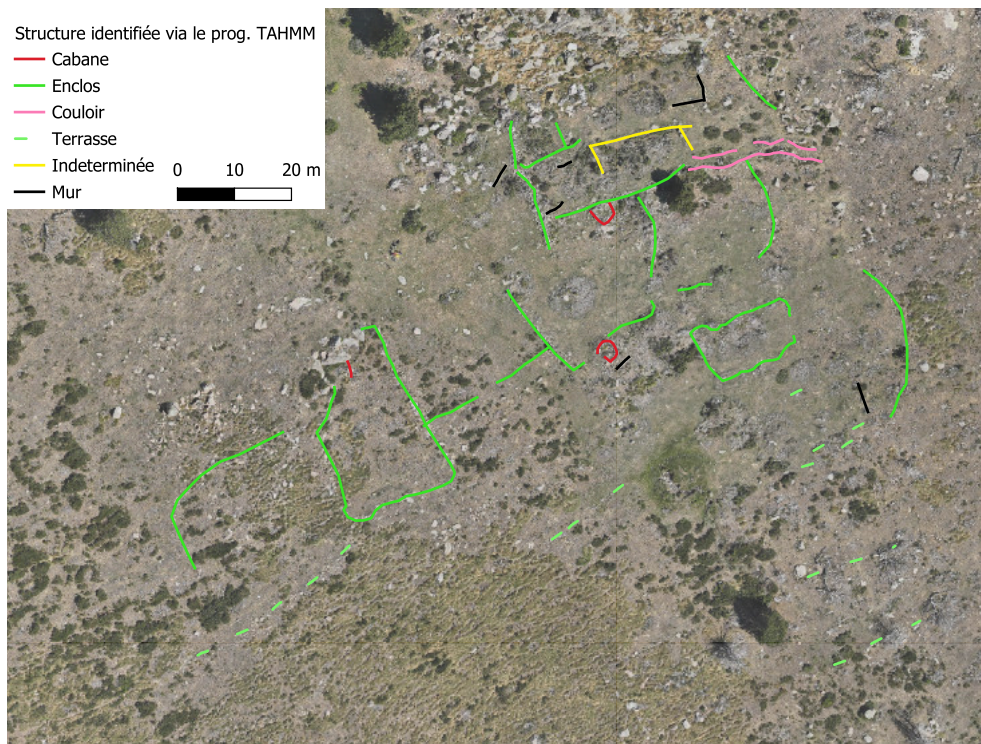 Structure identifiée via le prog. TAHMM
Cabane
Enclos
Couloir
Terrasse
Indeterminée
Mur
0 10 20 m